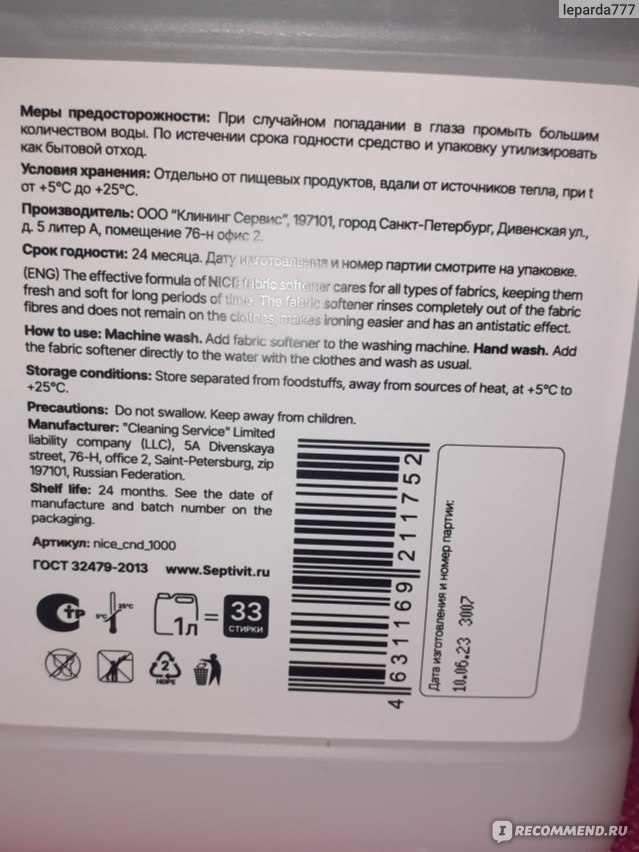 leparda777
Меры предосторожности: При случайном попадании в глаза промыть большим
количеством воды. По истечении срока годности средство и упаковку утилизировать
как бытовой отход.
Условия хранения: Отдельно от пищевых продуктов, вдали от источников тепла, при t
от +5°C до +25°C.
Производитель: ООО "Клининг Сервис", 197101, город Санкт-Петербург, Дивенская ул.,
д. 5 литер А, помещение 76-н офис 2.
Срок годности: 24 месяца. Дату изготовления и номер партии смотрите на упаковке.
(ENG) The effective formula of NICE fabric softener cares for all types of fabrics, keeping them
fresh and soft for long periods of time. The fabric softener rinses completely out of the fabric
fibres and does not remain on the clothes, makes ironing easier and has an antistatic effect.
How to use: Machine wash. Add fabric softener to the washing machine. Hand wash. Add
the fabric softener directly to the water with the clothes and wash as usual.
Storage conditions: Store separated from foodstuffs, away from sources of heat, at +5°C to
+25°C.
Precautions: Do not swallow. Keep away from children.
Manufacturer: "Cleaning Service" Limited
liability company (LLC), 5A Divenskaya
street, 76-H, office 2, Saint-Petersburg, zip
197101, Russian Federation.
Shelf life: 24 months. See the date of
manufacture and batch number on the
packaging.
Артикул: nice_cnd_1000
ГОСТ 32479-2013 www.Septivit.ru
5°C 25°C
1л = 33
СТИРКИ
2
HDPE
4 631169 211752
Дата изготовления и номер партии:
10.06.23 3007
IRECOMMEND.RU